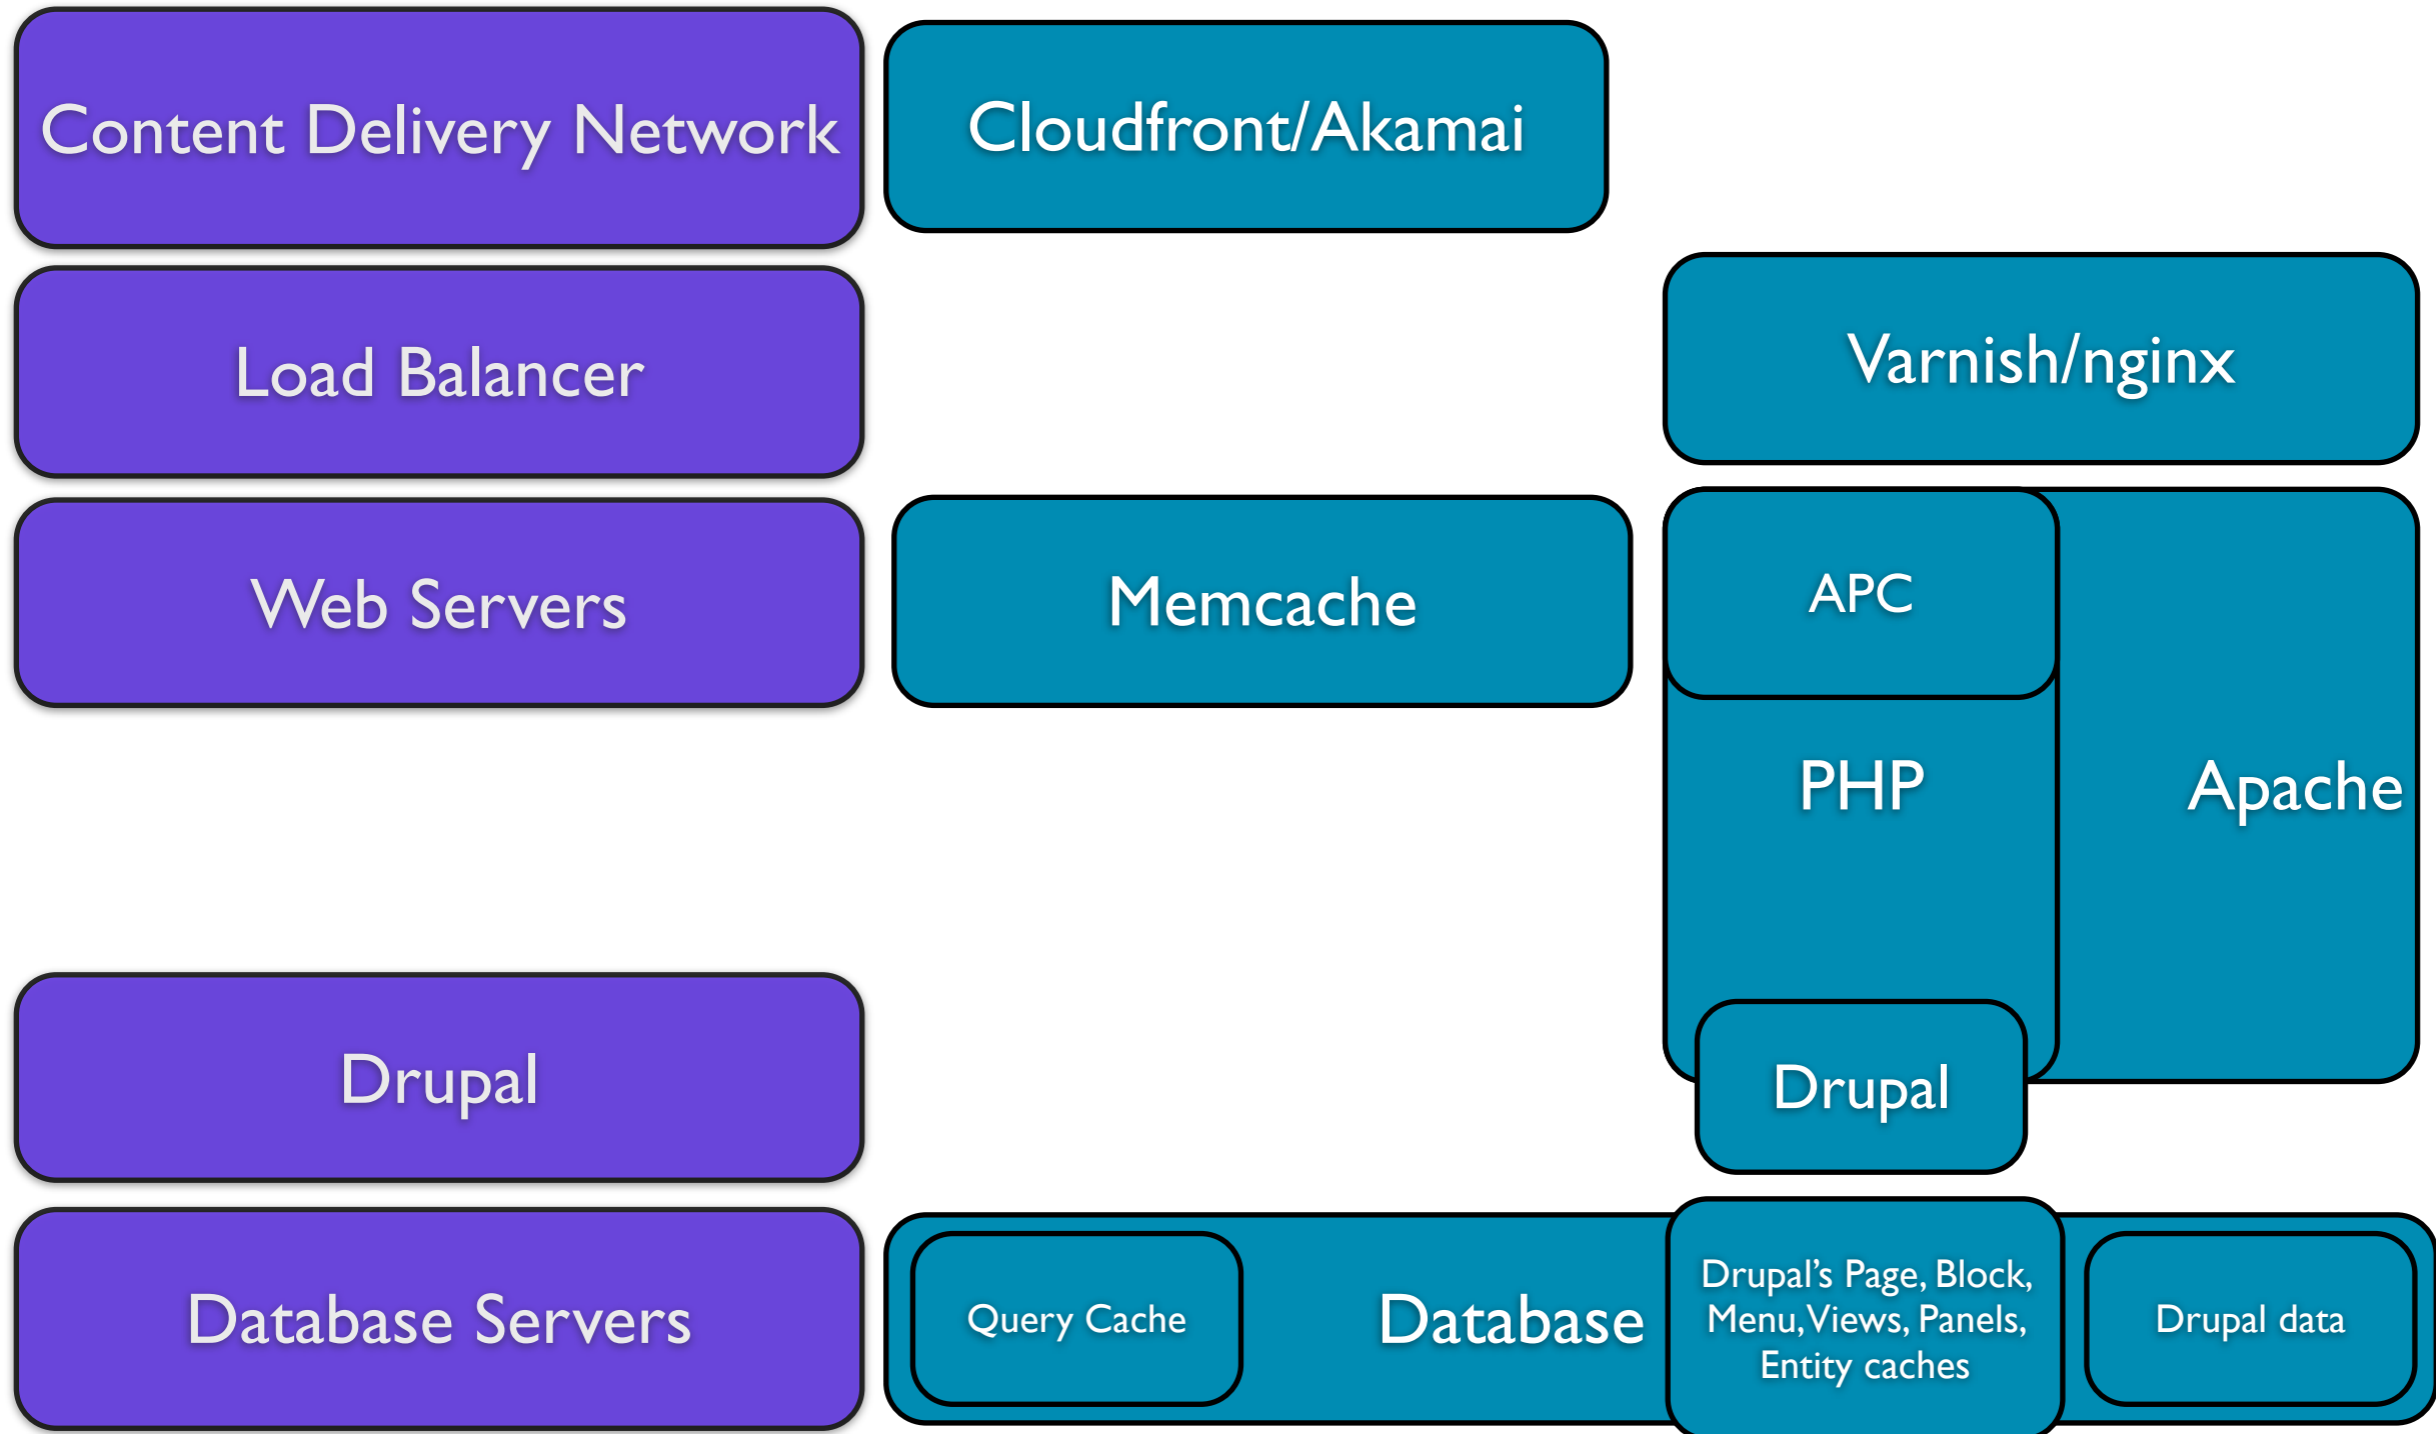 Content Delivery Network
Cloudfront/Akamai
Load Balancer
Varnish/nginx
Web Servers
Memcache
APC
PHP
Apache
Drupal
Drupal
Database Servers
Query Cache
Database
Drupal's Page, Block,
Menu, Views, Panels,
Entity caches
Drupal data